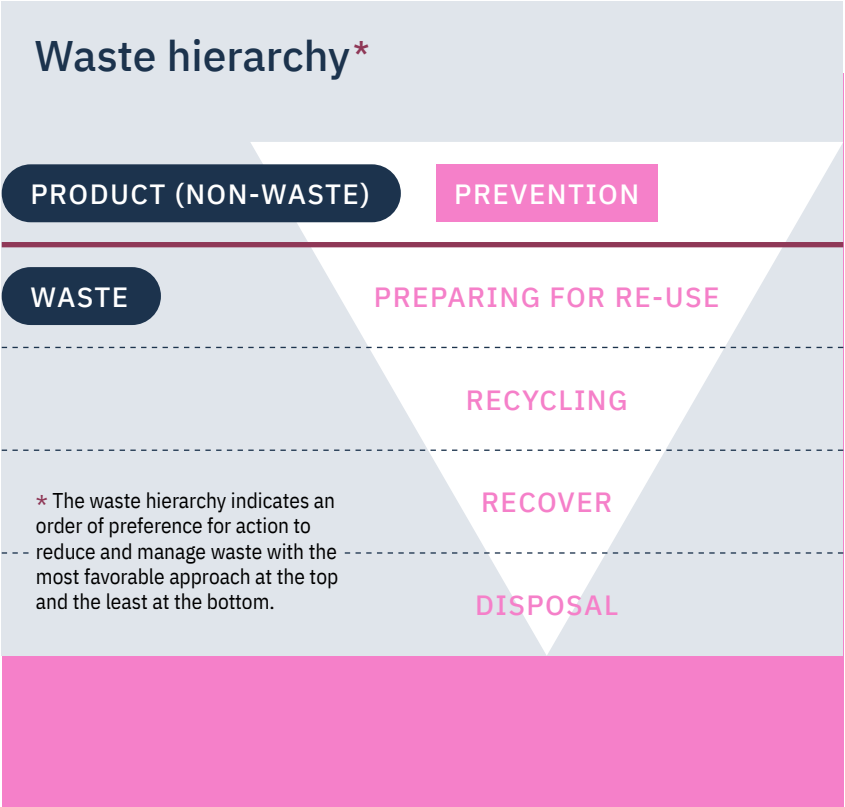 Waste hierarchy*
PRODUCT (NON-WASTE)
PREVENTION
WASTE
PREPARING FOR RE-USE
RECYCLING
RECOVER
DISPOSAL
* The waste hierarchy indicates an
order of preference for action to
reduce and manage waste with the
most favorable approach at the top
and the least at the bottom.